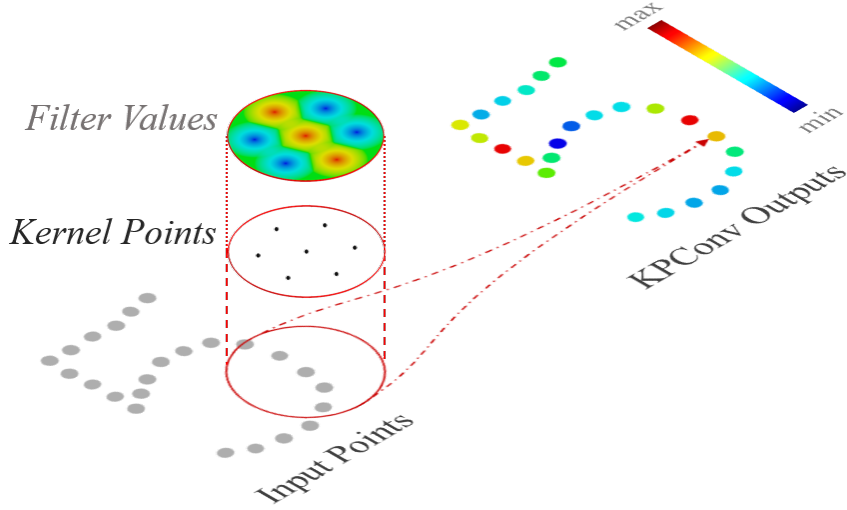 max
min
Filter Values
Kernel Points
KPConv Outputs
Input Points